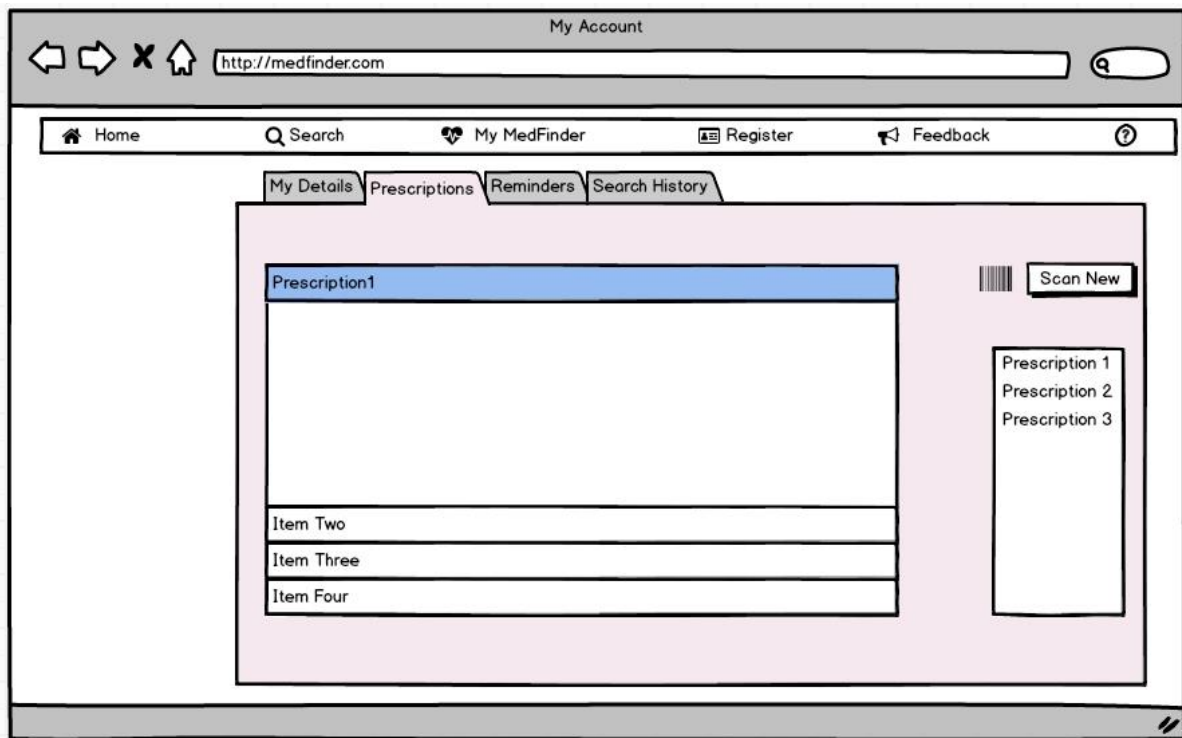 My Account
http://medfinder.com
Home Search My MedFinder Register Feedback ?
My Details Prescriptions Reminders Search History
Prescription1
Scan New
Prescription 1
Prescription 2
Prescription 3
Item Two
Item Three
Item Four